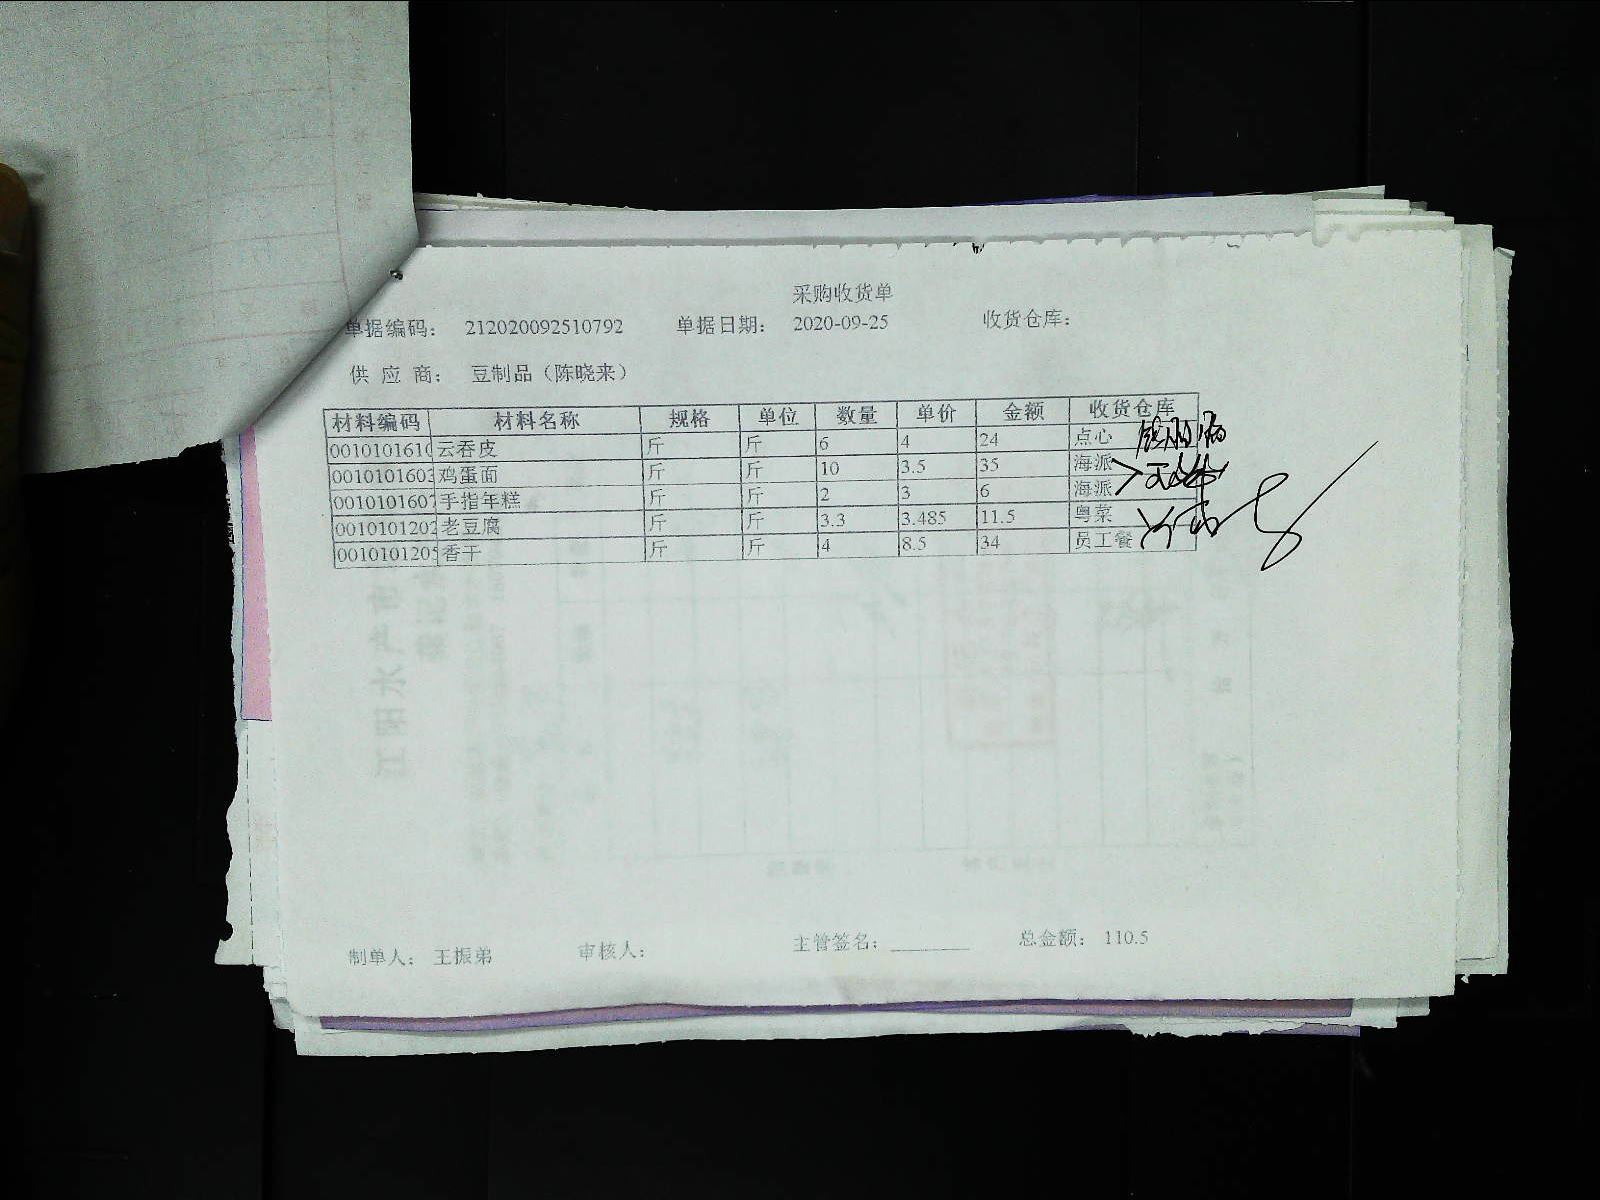 采购收货单
单据编码： 212020092510792 单据日期： 2020-09-25 收货仓库：
供 应 商： 豆制品（陈晓来）
材料编码 材料名称 规格 单位 数量 单价 金额 收货仓库
001010161 云吞皮 斤 斤 6 4 24 点心
001010160 鸡蛋面 斤 斤 10 3.5 35 海派
0010101607 手指年糕 斤 斤 2 3 6 海派
001010120 老豆腐 斤 斤 3.3 3.485 11.5 粤菜
001010120 香干 斤 斤 4 8.5 34 员工餐
制单人： 王振弟 审核人： 主管签名： 总金额： 110.5